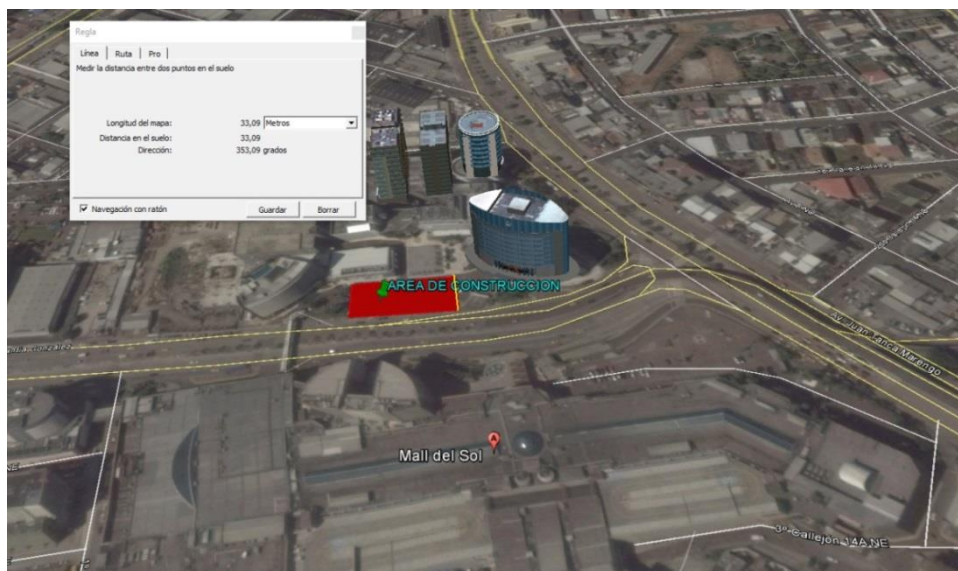 Regla
Línea
Ruta
Pro
Medir la distancia entre dos puntos en el suelo
Longitud del mapa: 33,09 Metros
Distancia en el suelo: 33,09
Dirección: 353,09 grados
Navegación con ratón
Guardar
Borrar
AREA DE CONSTRUCCION
Av. Juan Tanca Marengo
A
Mall del Sol
3º Callejón 14A NE